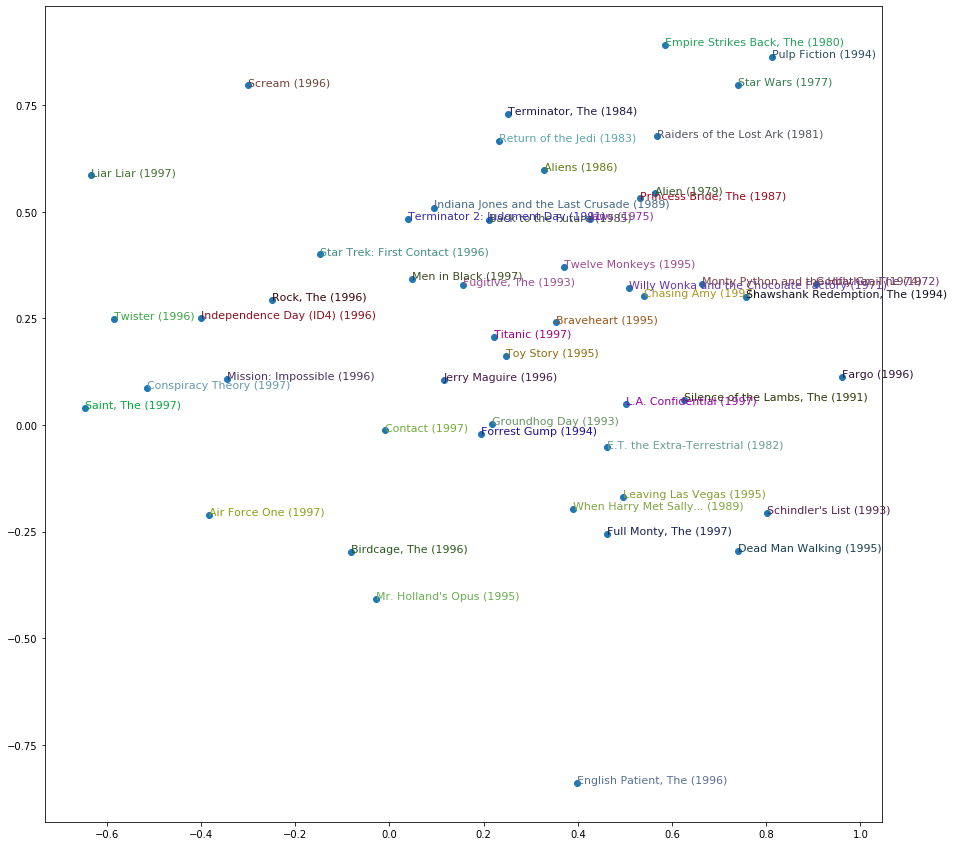 Empire Strikes Back, The (1980)
Pulp Fiction (1994)
Scream (1996)
Star Wars (1977)
0.75
Terminator, The (1984)
Return of the Jedi (1983)
Raiders of the Lost Ark (1981)
Liar Liar (1997)
Aliens (1986)
Alien (1979)
Princess Bride, The (1987)
Indiana Jones and the Last Crusade (1989)
0.50
Terminator 2: Judgment Day (1991)
Back to the Future (1985)
(1975)
Star Trek: First Contact (1996)
Twelve Monkeys (1995)
Men in Black (1997)
Fugitive, The (1993)
Monty Python and the Holy Grail (1974)
Godfather, The (1972)
Willy Wonka and the Chocolate Factory (1971)
Rock, The (1996)
Chasing Amy (1997)
Shawshank Redemption, The (1994)
0.25
Twister (1996)
Independence Day (ID4) (1996)
Braveheart (1995)
Titanic (1997)
Toy Story (1995)
Mission: Impossible (1996)
Jerry Maguire (1996)
Fargo (1996)
Conspiracy Theory (1997)
Saint, The (1997)
L.A. Confidential (1997)
Silence of the Lambs, The (1991)
0.00
Contact (1997)
Groundhog Day (1993)
Forrest Gump (1994)
E.T. the Extra-Terrestrial (1982)
Leaving Las Vegas (1995)
When Harry Met Sally... (1989)
Schindler's List (1993)
Air Force One (1997)
−0.25
Full Monty, The (1997)
Birdcage, The (1996)
Dead Man Walking (1995)
Mr. Holland's Opus (1995)
−0.50
−0.75
English Patient, The (1996)
−0.6 −0.4 −0.2 0.0 0.2 0.4 0.6 0.8 1.0